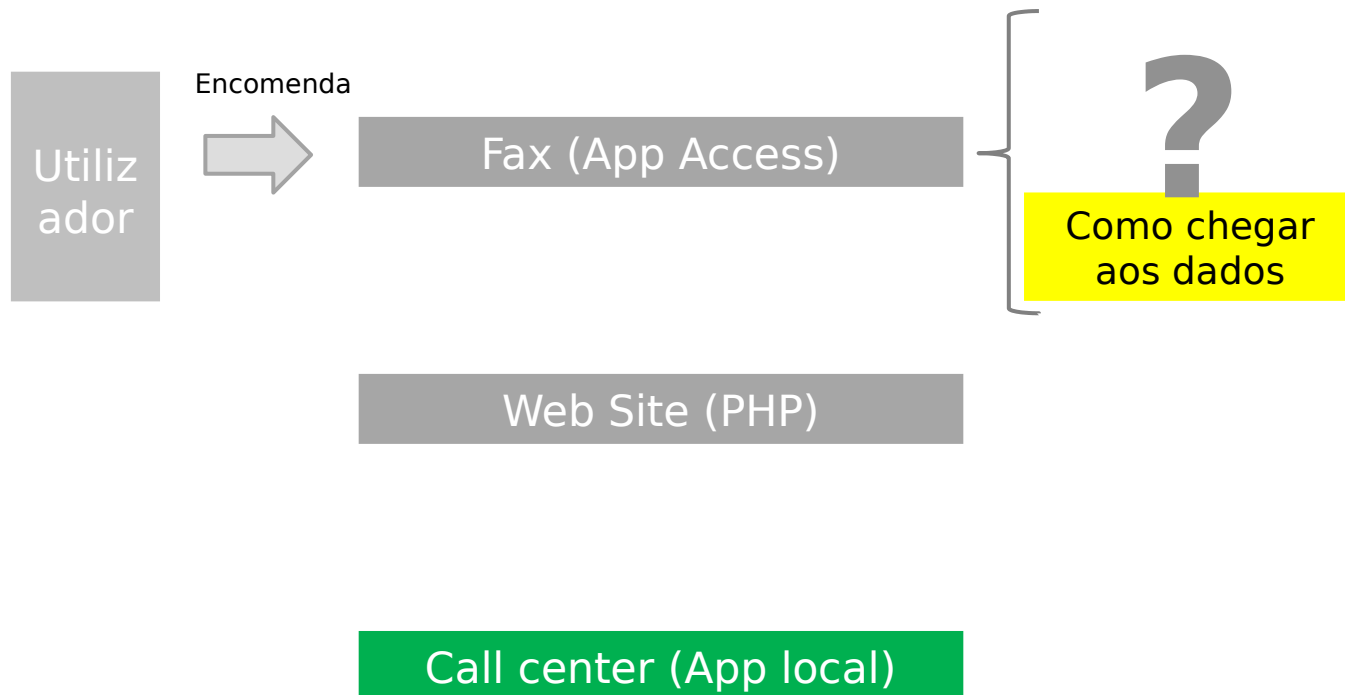 Utiliz
ador
Encomenda
Fax (App Access)
?
Como chegar
aos dados
Web Site (PHP)
Call center (App local)